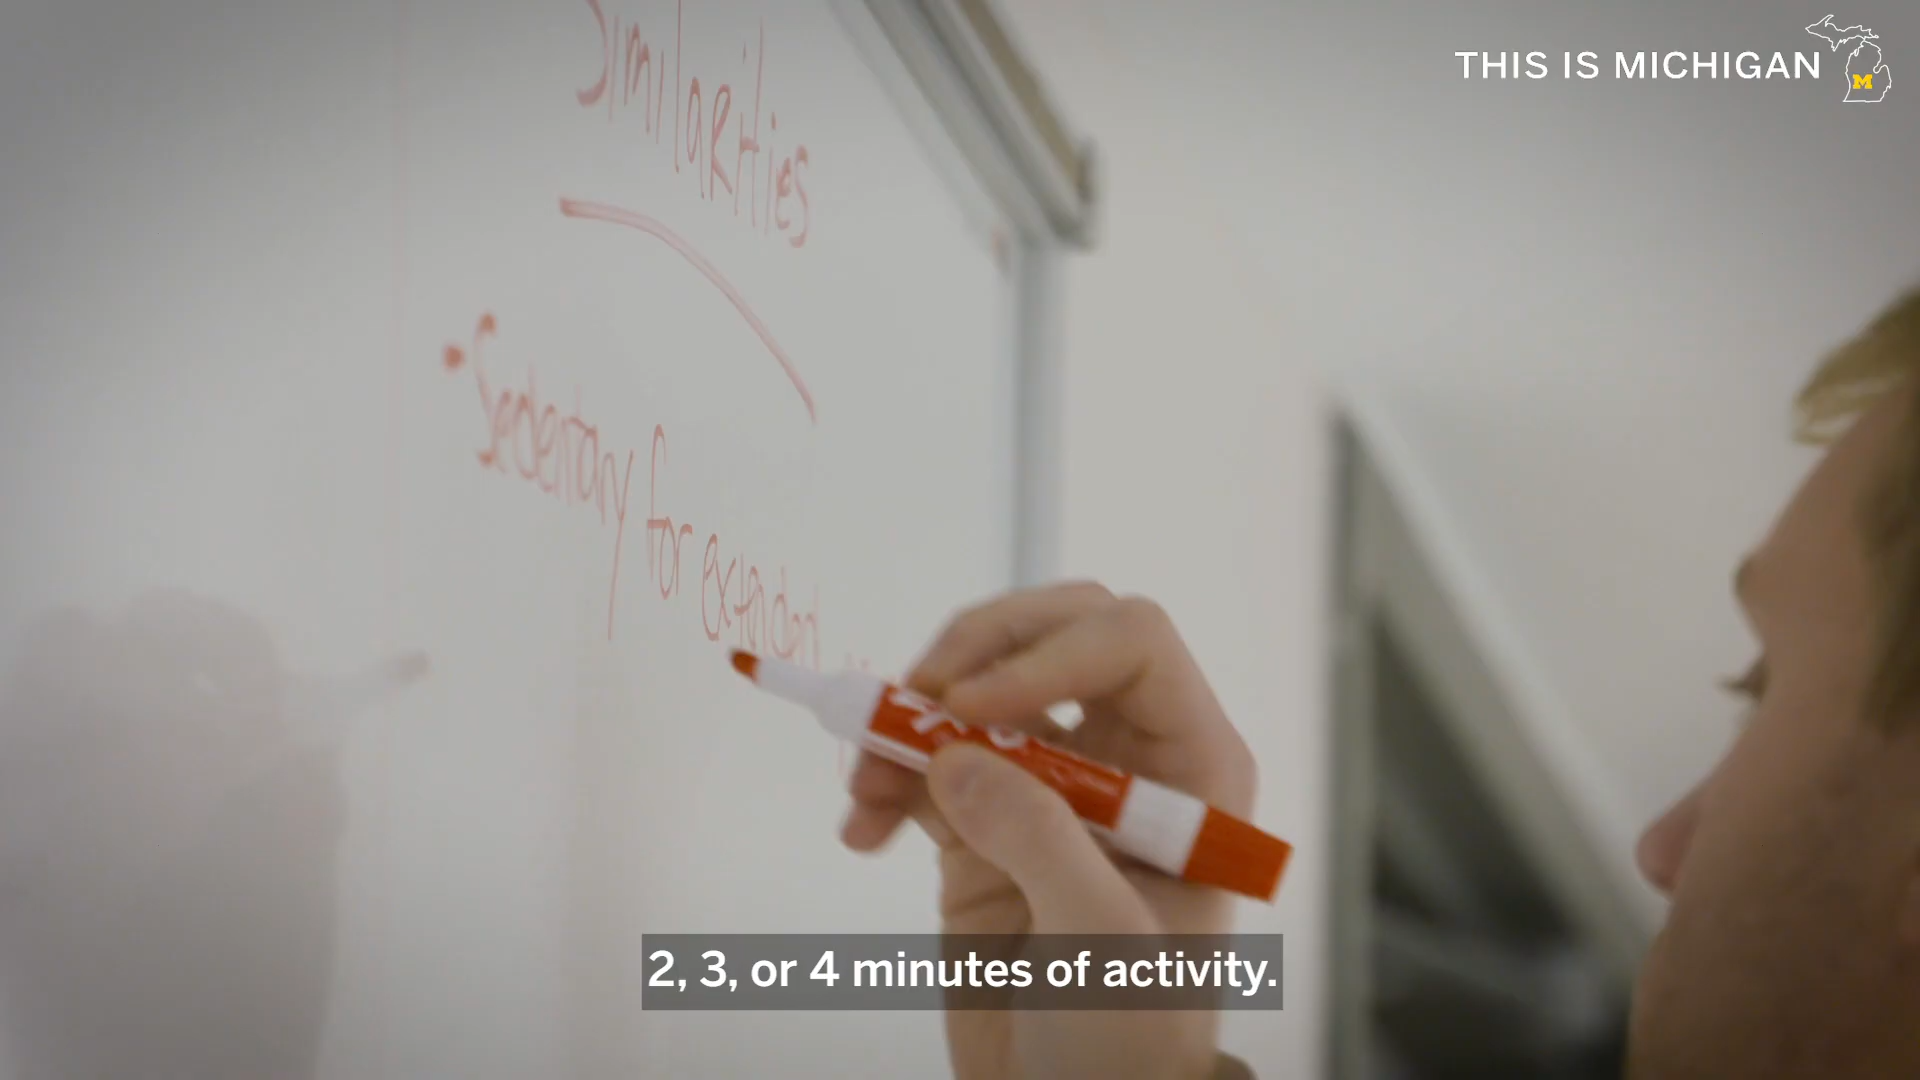 THIS IS MICHIGAN
M
SimilaRities
• Sedentary for extended
2, 3, or 4 minutes of activity.